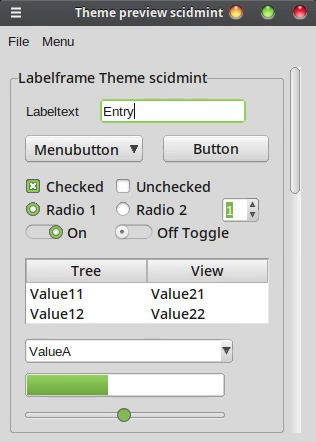 Theme preview scidmint
File Menu
Labelframe Theme scidmint
Labeltext Entry
Menubutton Button
Checked Unchecked
Radio 1 Radio 2 1
On Off Toggle
Tree View
Value11 Value21
Value12 Value22
ValueA